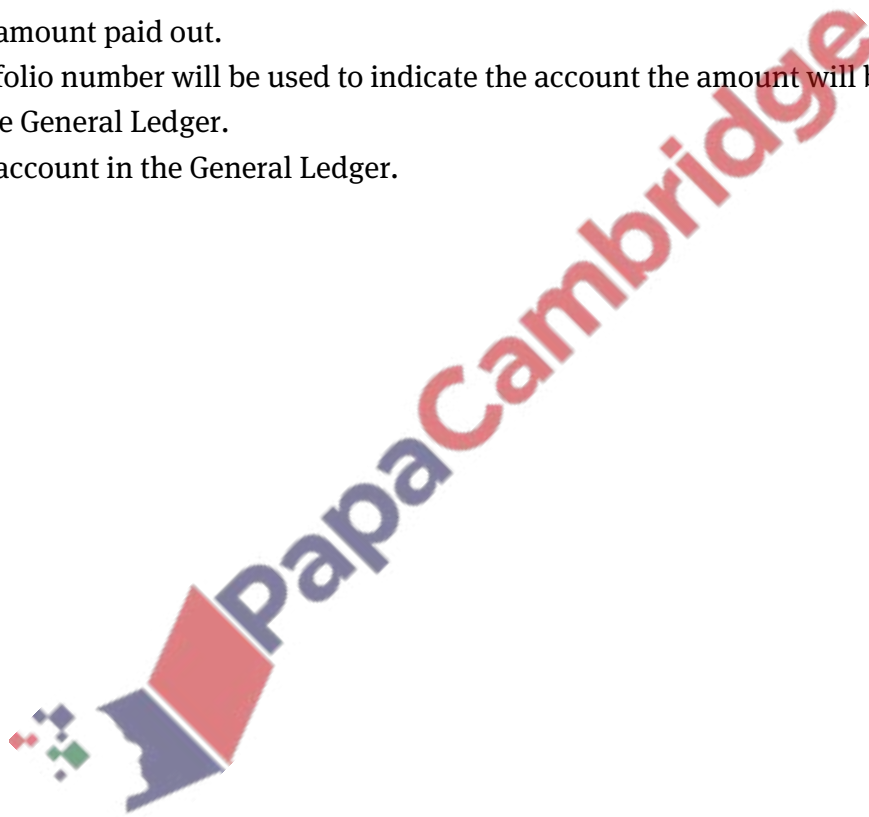 amount paid out.
folio number will be used to indicate the account the amount will
e General Ledger.
account in the General Ledger.
PapaCambridge